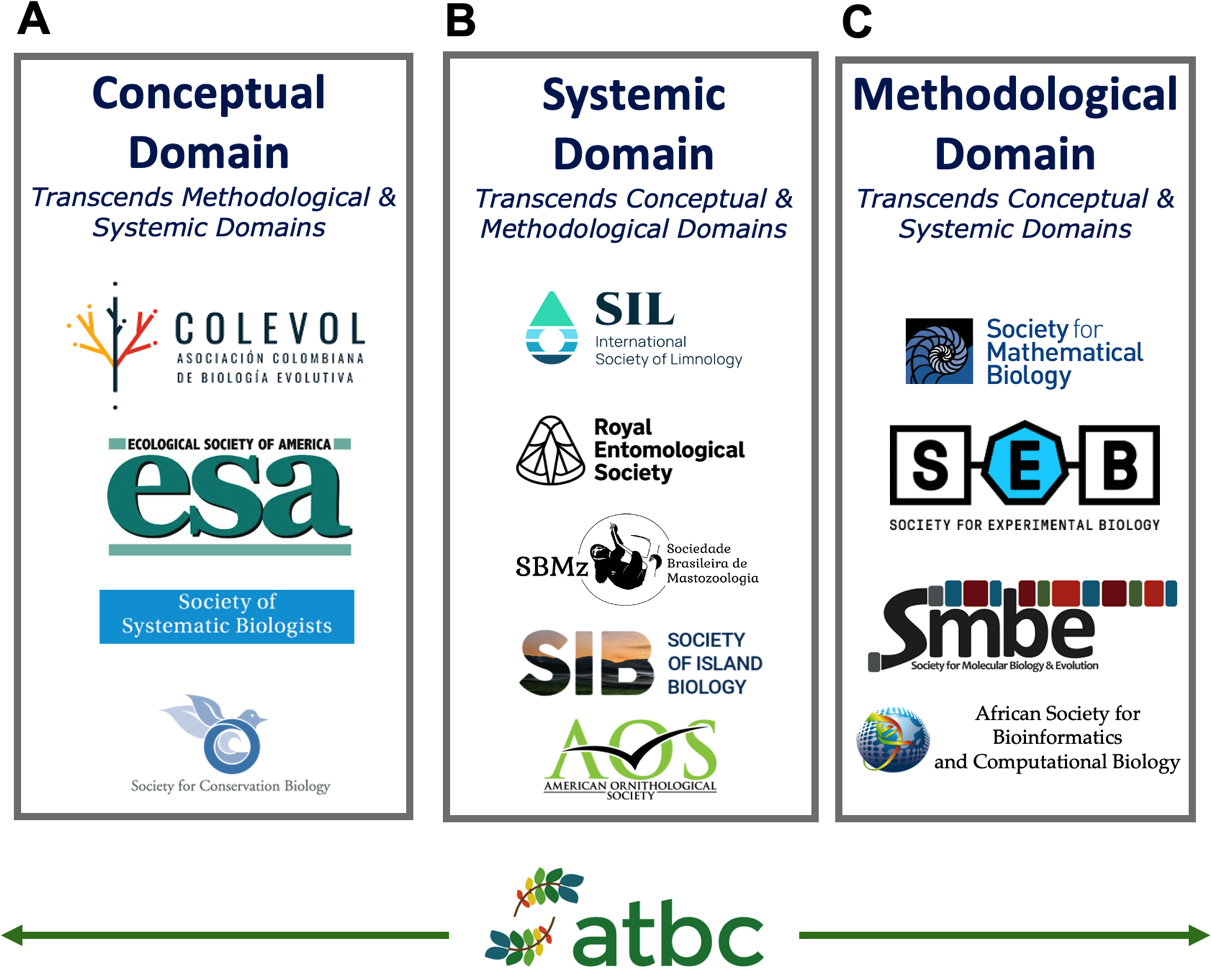 A
Conceptual
Domain
Transcends Methodological &
Systemic Domains
COLEVOL
ASOCIACIÓN COLOMBIANA
DE BIOLOGÍA EVOLUTIVA
ECOLOGICAL SOCIETY OF AMERICA
esa
Society of
Systematic Biologists
Society for Conservation Biology
B
Systemic
Domain
Transcends Conceptual &
Methodological Domains
SIL
International
Society of Limnology
Royal
Entomological
Society
SBMz
Sociedade
Brasileira de
Mastozoologia
SIB
SOCIETY
OF ISLAND
BIOLOGY
AOS
AMERICAN ORNITHOLOGICAL
SOCIETY
C
Methodological
Domain
Transcends Conceptual &
Systemic Domains
Society for
Mathematical
Biology
SEB
SOCIETY FOR EXPERIMENTAL BIOLOGY
Smbe
Society for Molecular Biology & Evolution
African Society for
Bioinformatics
and Computational Biology
atbc